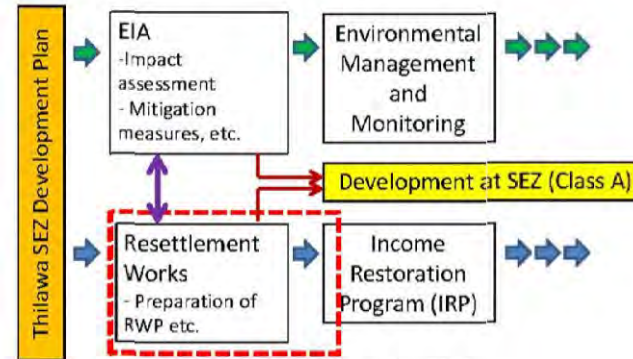 Thilawa SEZ Development Plan
EIA
-Impact
assessment
- Mitigation
measures, etc.
Environmental
Management
and
Monitoring
Development at SEZ (Class A)
Resettlement
Works
- Preparation of
RWP etc.
Income
Restoration
Program (IRP)